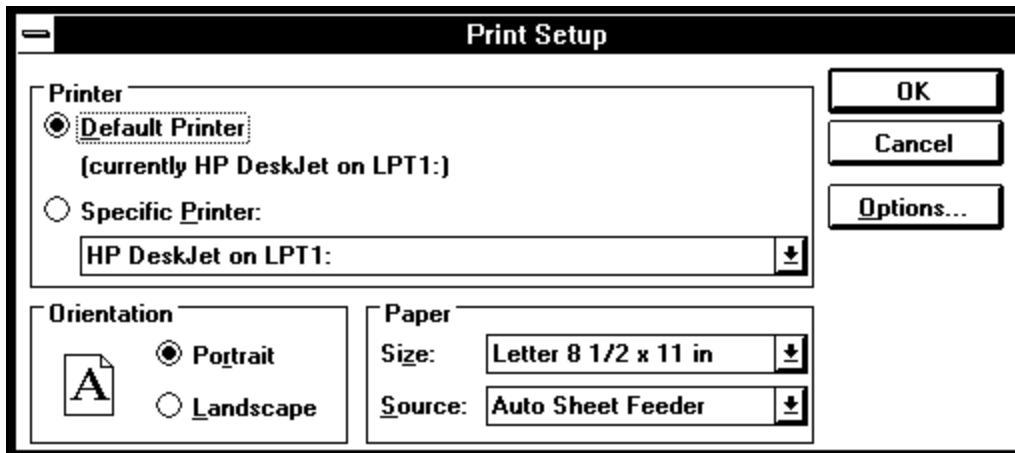 Print Setup
Printer
Default Printer
(currently HP DeskJet on LPT1:)
Specific Printer:
HP DeskJet on LPT1:
OK
Cancel
Options...
Orientation
A
Portrait
Landscape
Paper
Size: Letter 8 1/2 x 11 in
Source: Auto Sheet Feeder